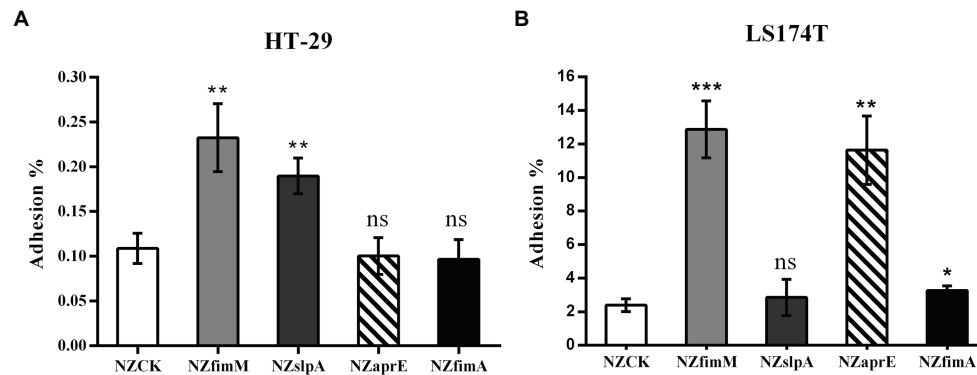 A
HT-29
Adhesion %
0.30
0.25
0.20
0.15
0.10
0.05
0.00
**
**
ns
ns
NZCK NZfimM NZslpA NZaprE NZfimA
B
LS174T
Adhesion %
16
14
12
10
8
6
4
2
0
***
ns
**
*
NZCK NZfimM NZslpA NZaprE NZfimA